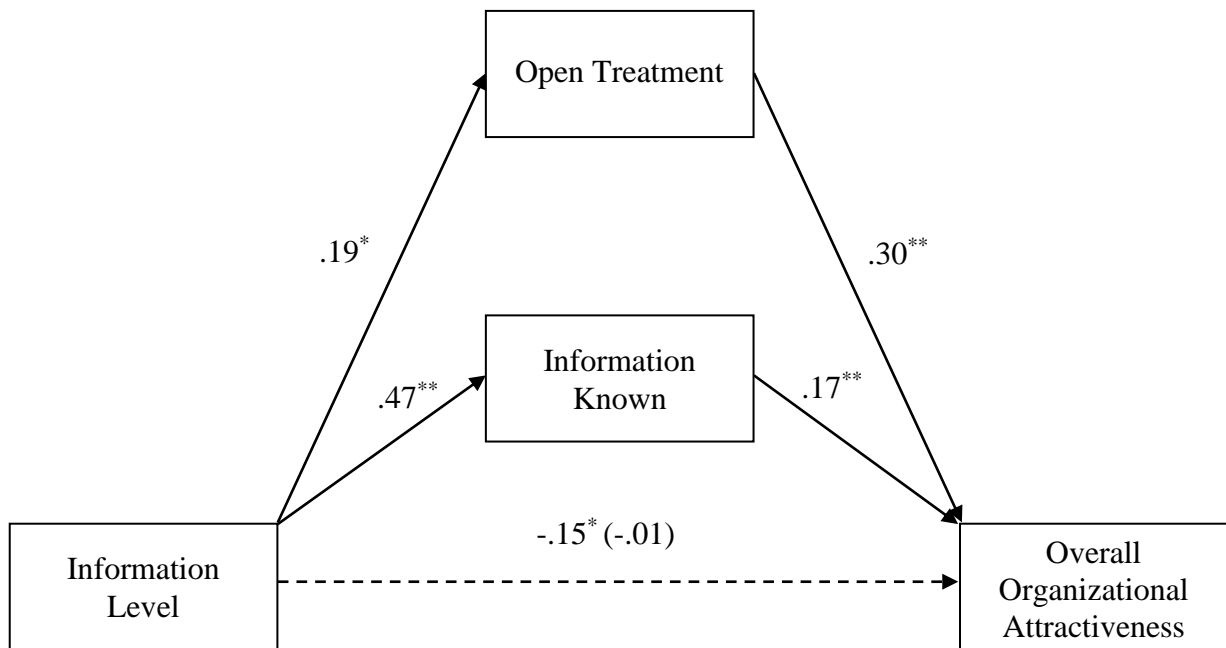 Open Treatment
.19*
.30**
Information
Known
.47**
.17**
-.15* (-.01)
Information
Level
Overall
Organizational
Attractiveness